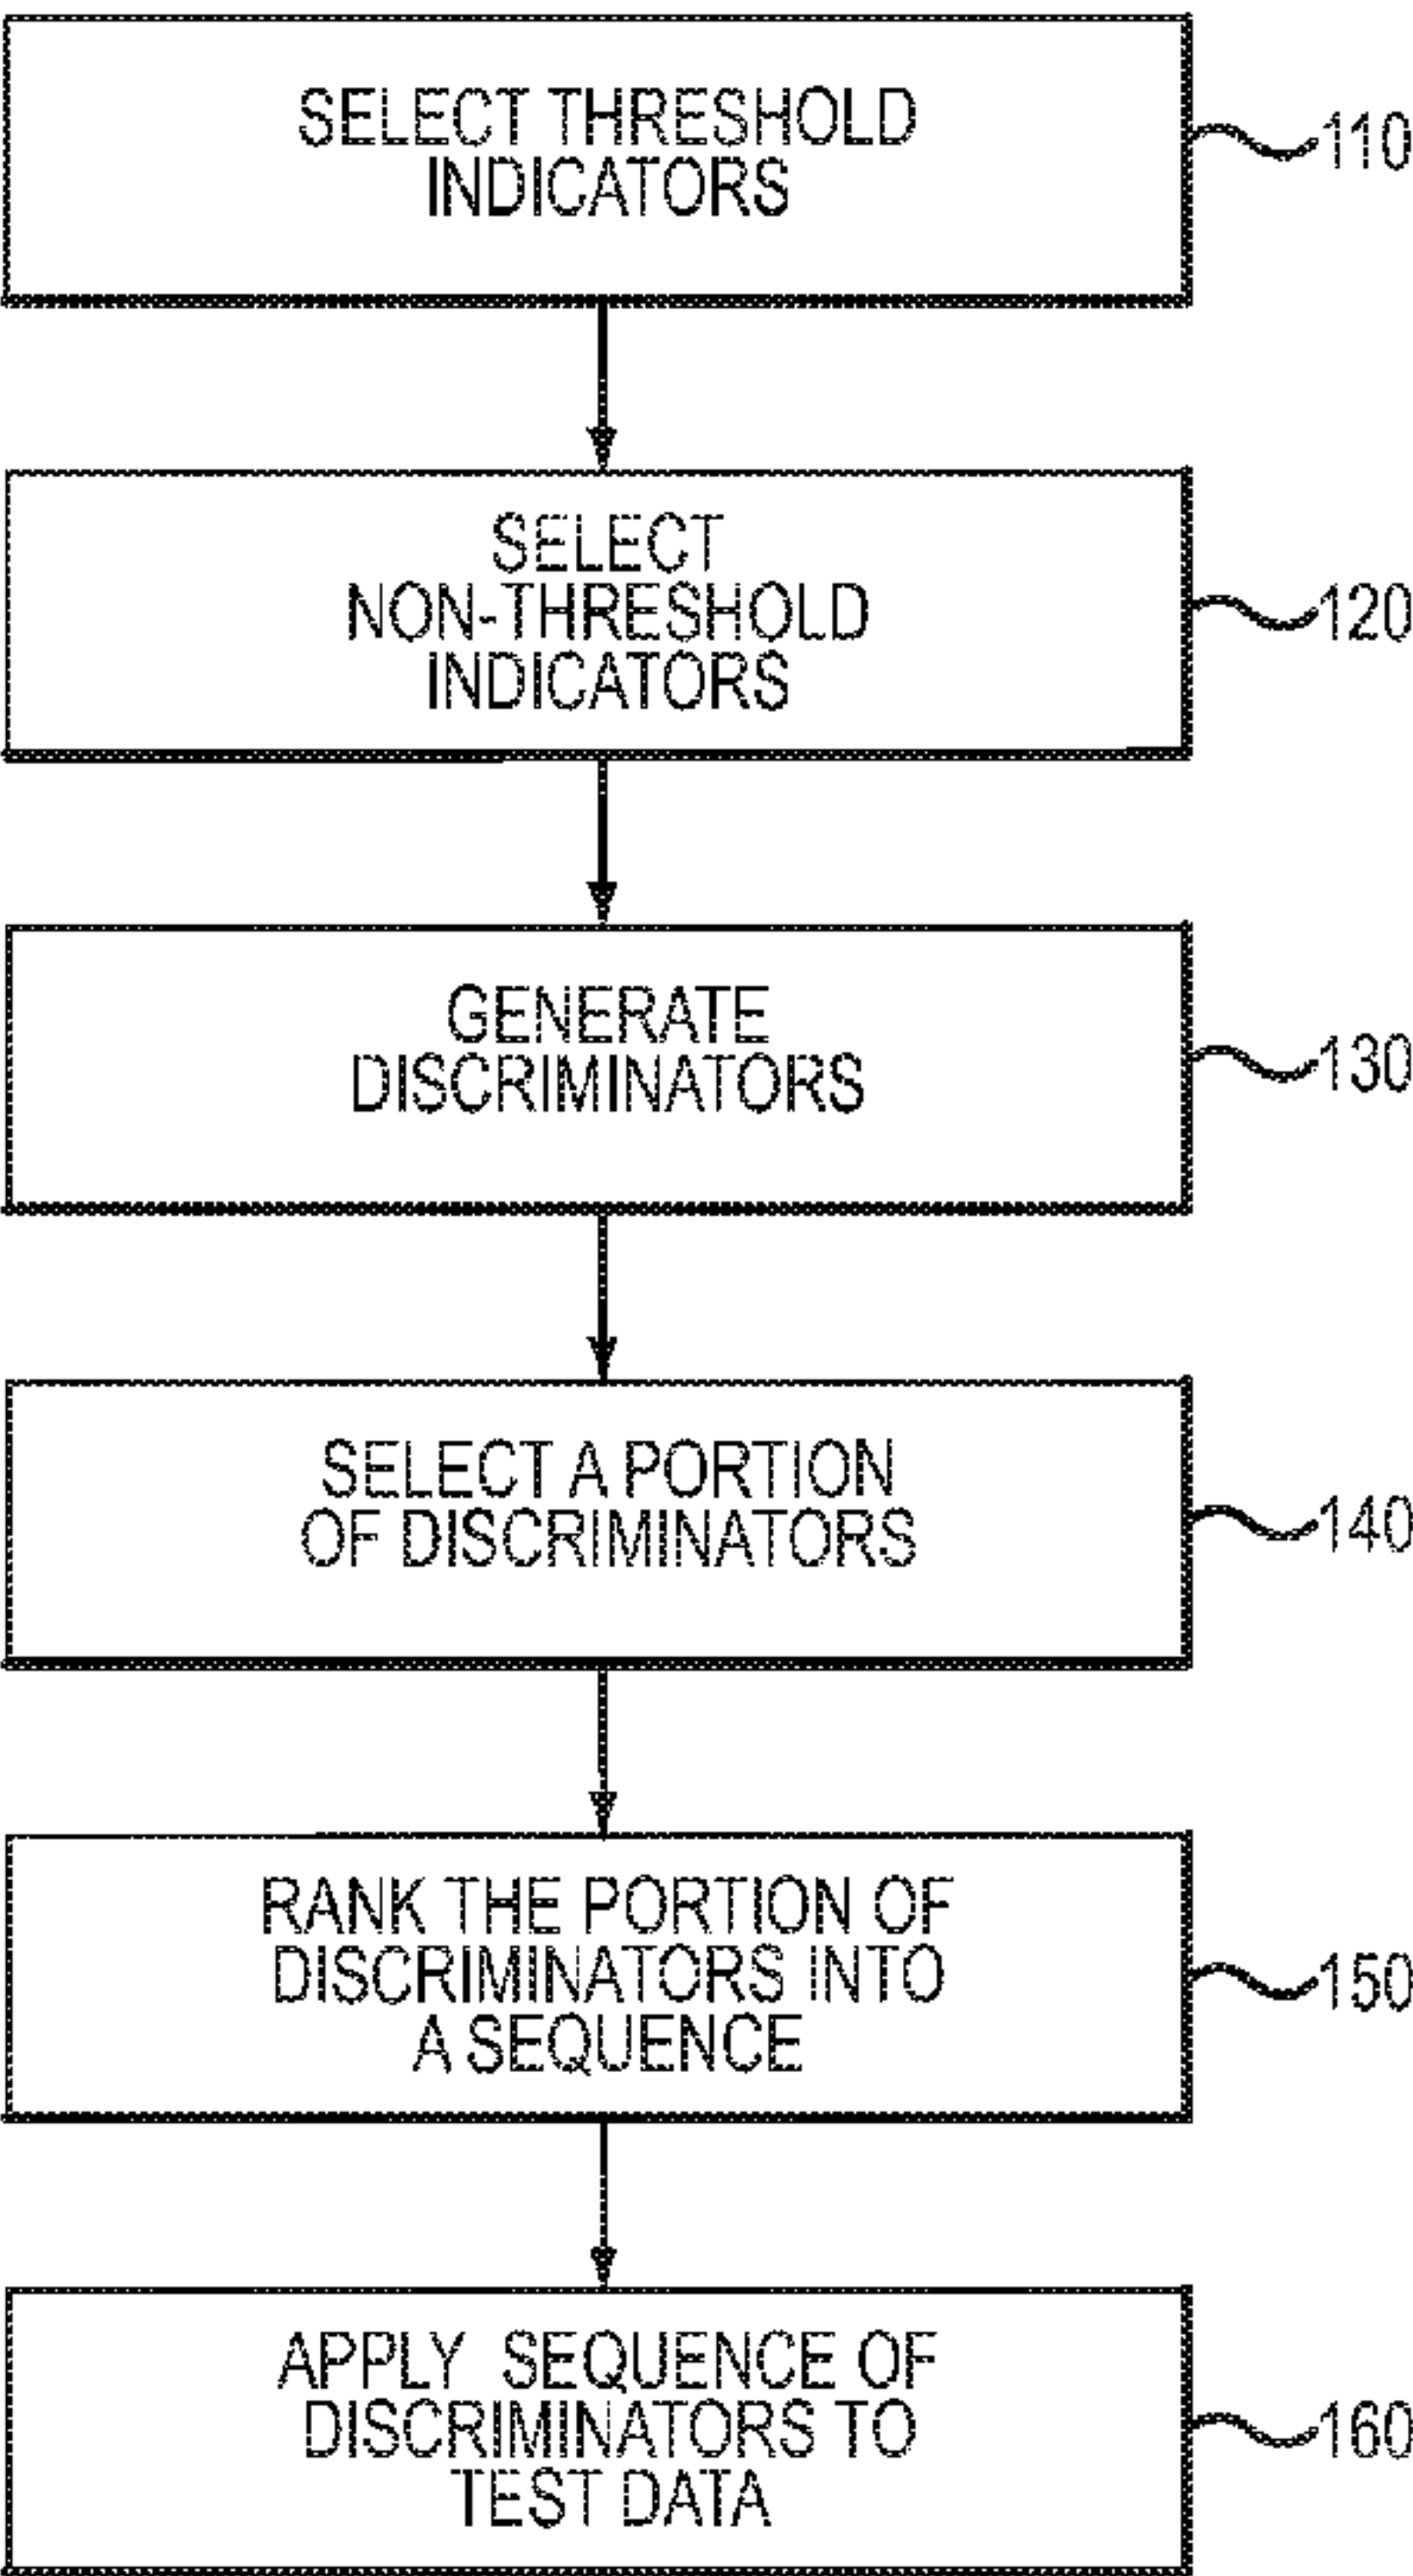 SELECT THRESHOLD
INDICATORS
110
SELECT
NON-THRESHOLD
INDICATORS
120
GENERATE
DISCRIMINATORS
130
SELECT A PORTION
OF DISCRIMINATORS
140
RANK THE PORTION OF
DISCRIMINATORS INTO
A SEQUENCE
150
APPLY SEQUENCE OF
DISCRIMINATORS TO
TEST DATA
160